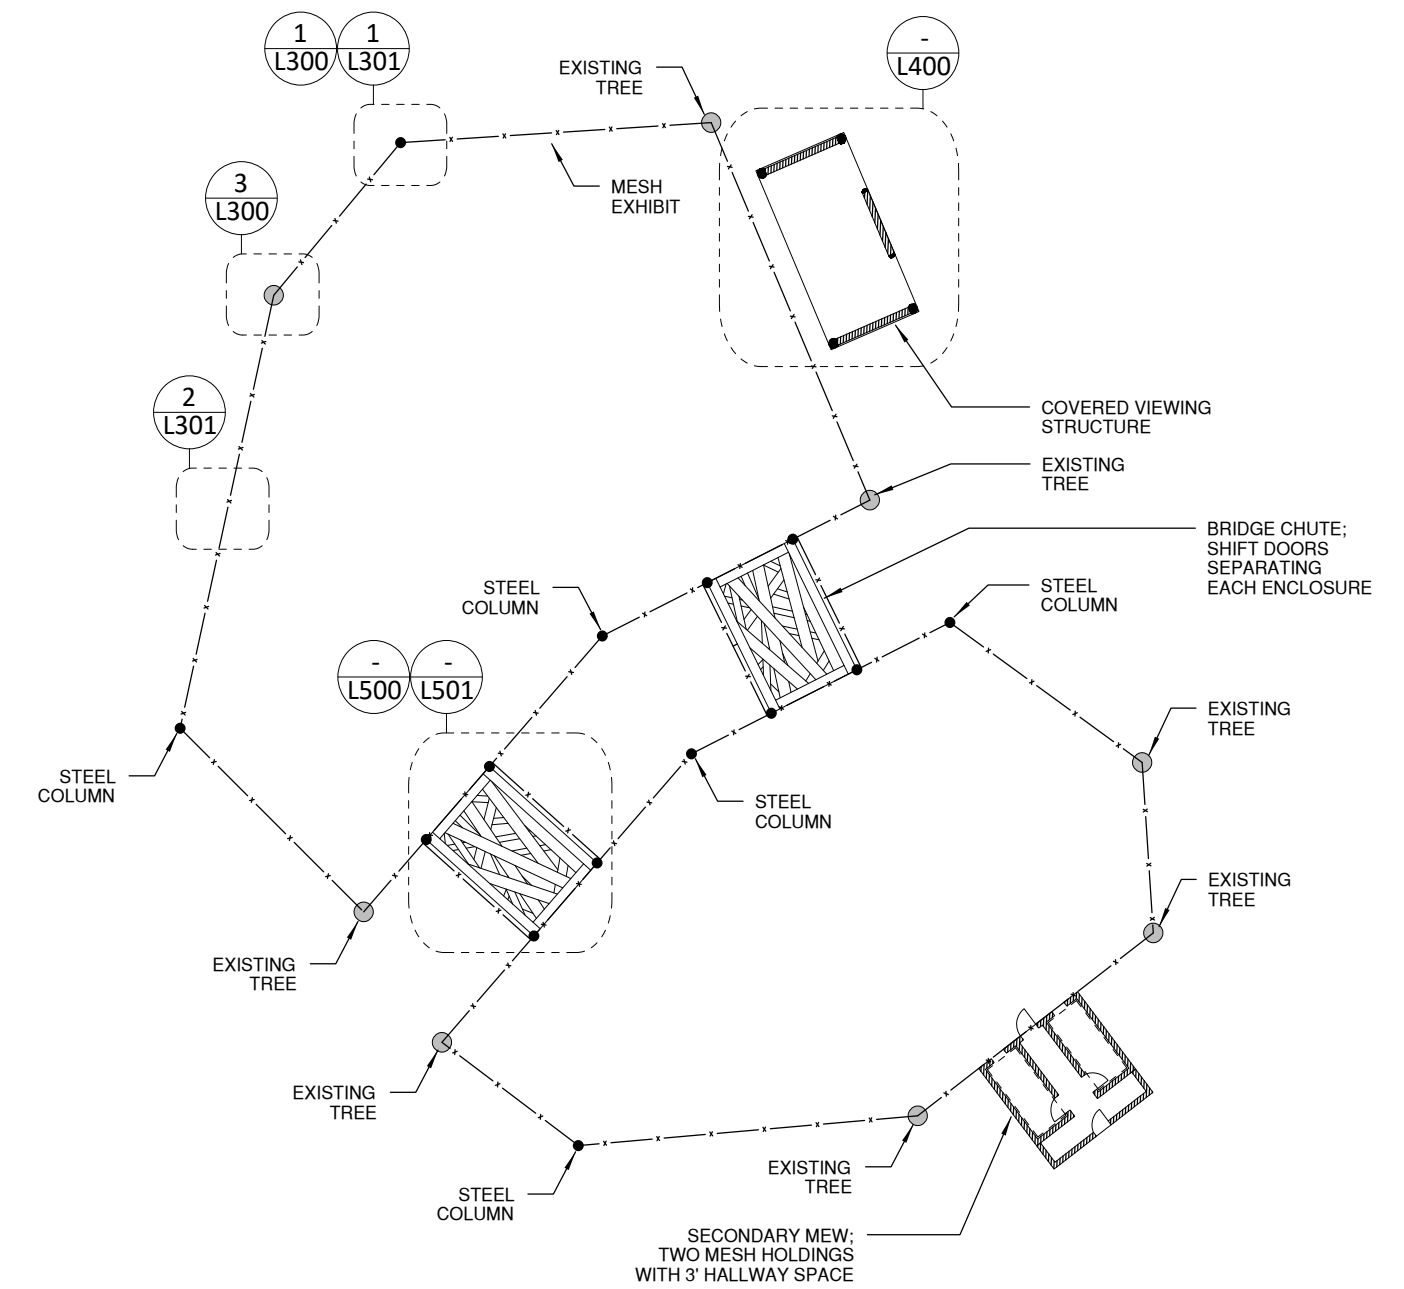 1
L300
1
L301
-
L400
EXISTING
TREE
MESH
EXHIBIT
3
L300
2
L301
COVERED VIEWING
STRUCTURE
EXISTING
TREE
BRIDGE CHUTE;
SHIFT DOORS
SEPARATING
EACH ENCLOSURE
STEEL
COLUMN
STEEL
COLUMN
-
L500
-
L501
EXISTING
TREE
STEEL
COLUMN
STEEL
COLUMN
EXISTING
TREE
EXISTING
TREE
EXISTING
TREE
EXISTING
TREE
STEEL
COLUMN
SECONDARY MEW;
TWO MESH HOLDINGS
WITH 3' HALLWAY SPACE